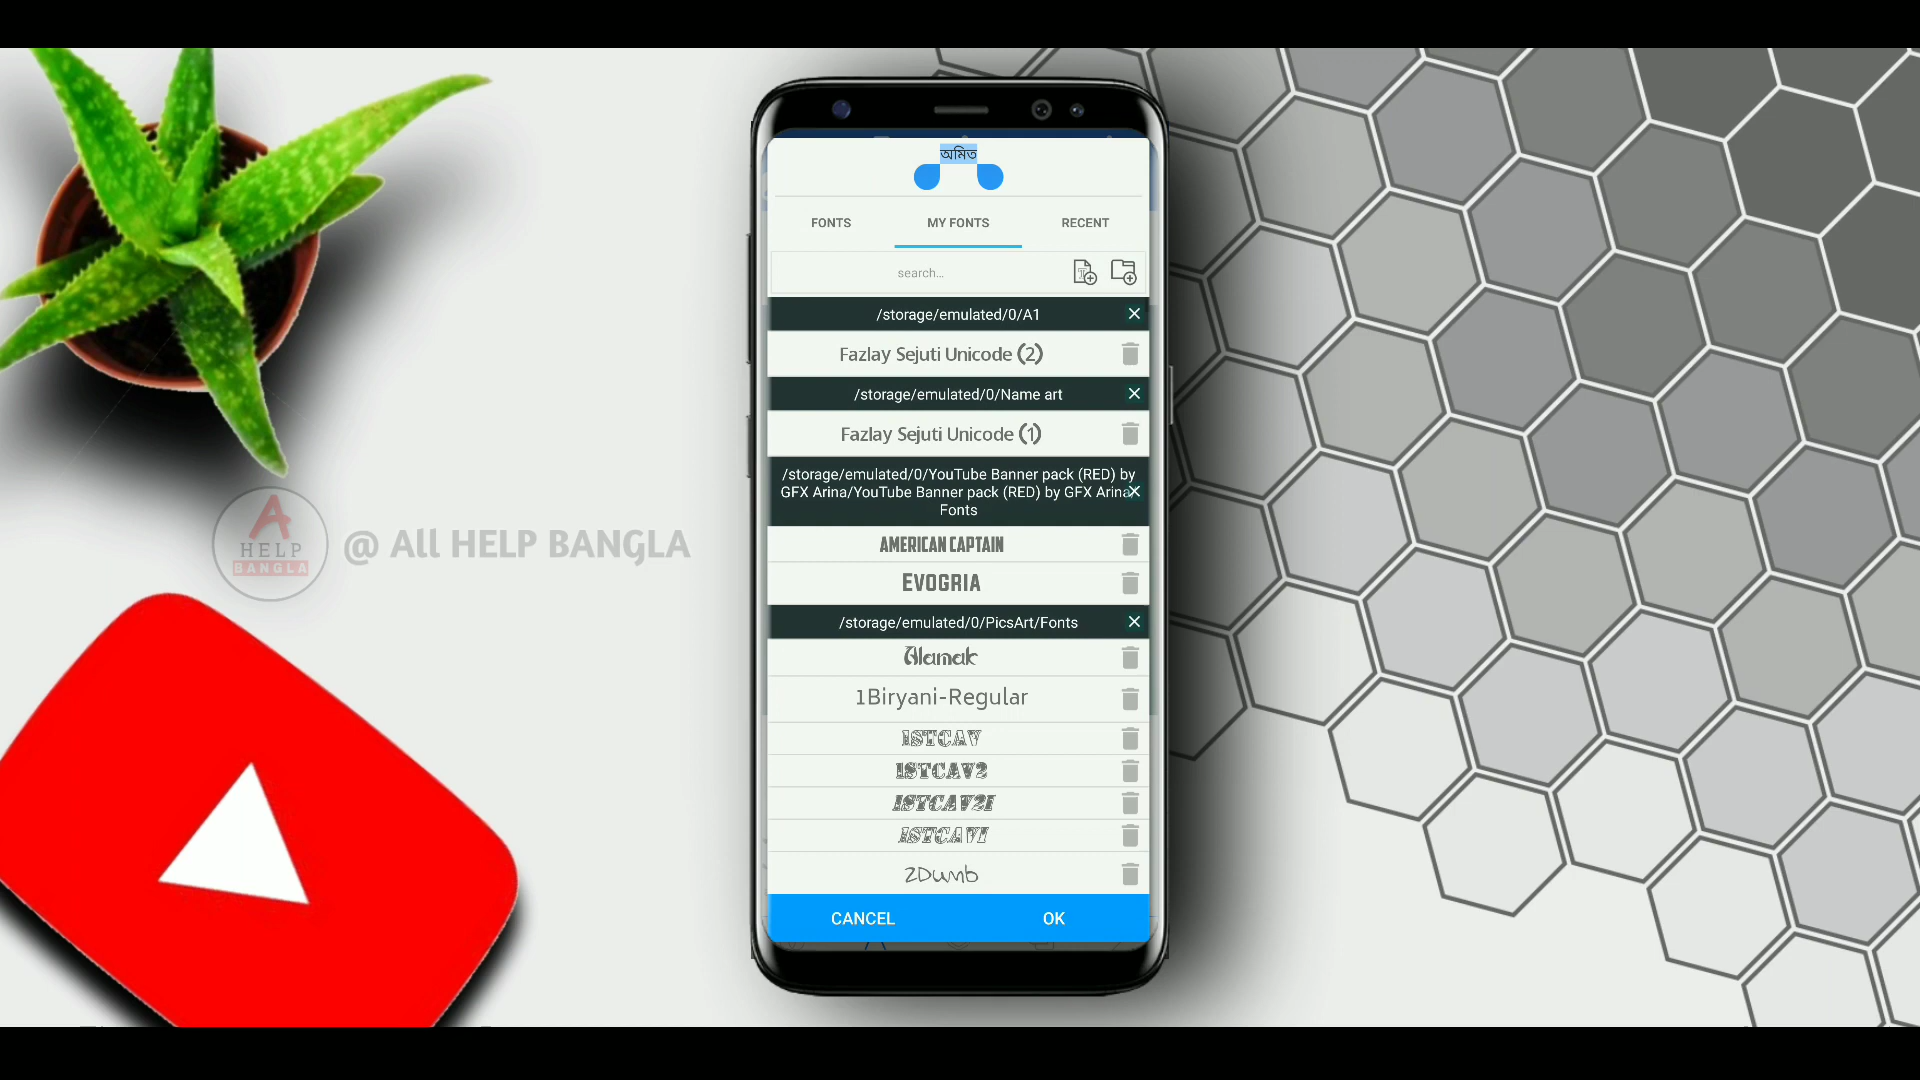 অমিত
FONTS
MY FONTS
RECENT
search...
/storage/emulated/0/A1
Fazlay Sejuti Unicode (2)
/storage/emulated/0/Name art
Fazlay Sejuti Unicode (1)
/storage/emulated/0/YouTube Banner pack (RED) by
GFX Arina/YouTube Banner pack (RED) by GFX Arina/
Fonts
AMERICAN CAPTAIN
EVOGRIA
/storage/emulated/0/PicsArt/Fonts
Alamak
1Biryani-Regular
1STCAV
1STCAV2
1STCAV2I
1STCAVI
2Dumb
CANCEL
OK
A
HELP
BANGLA
@ All HELP BANGLA